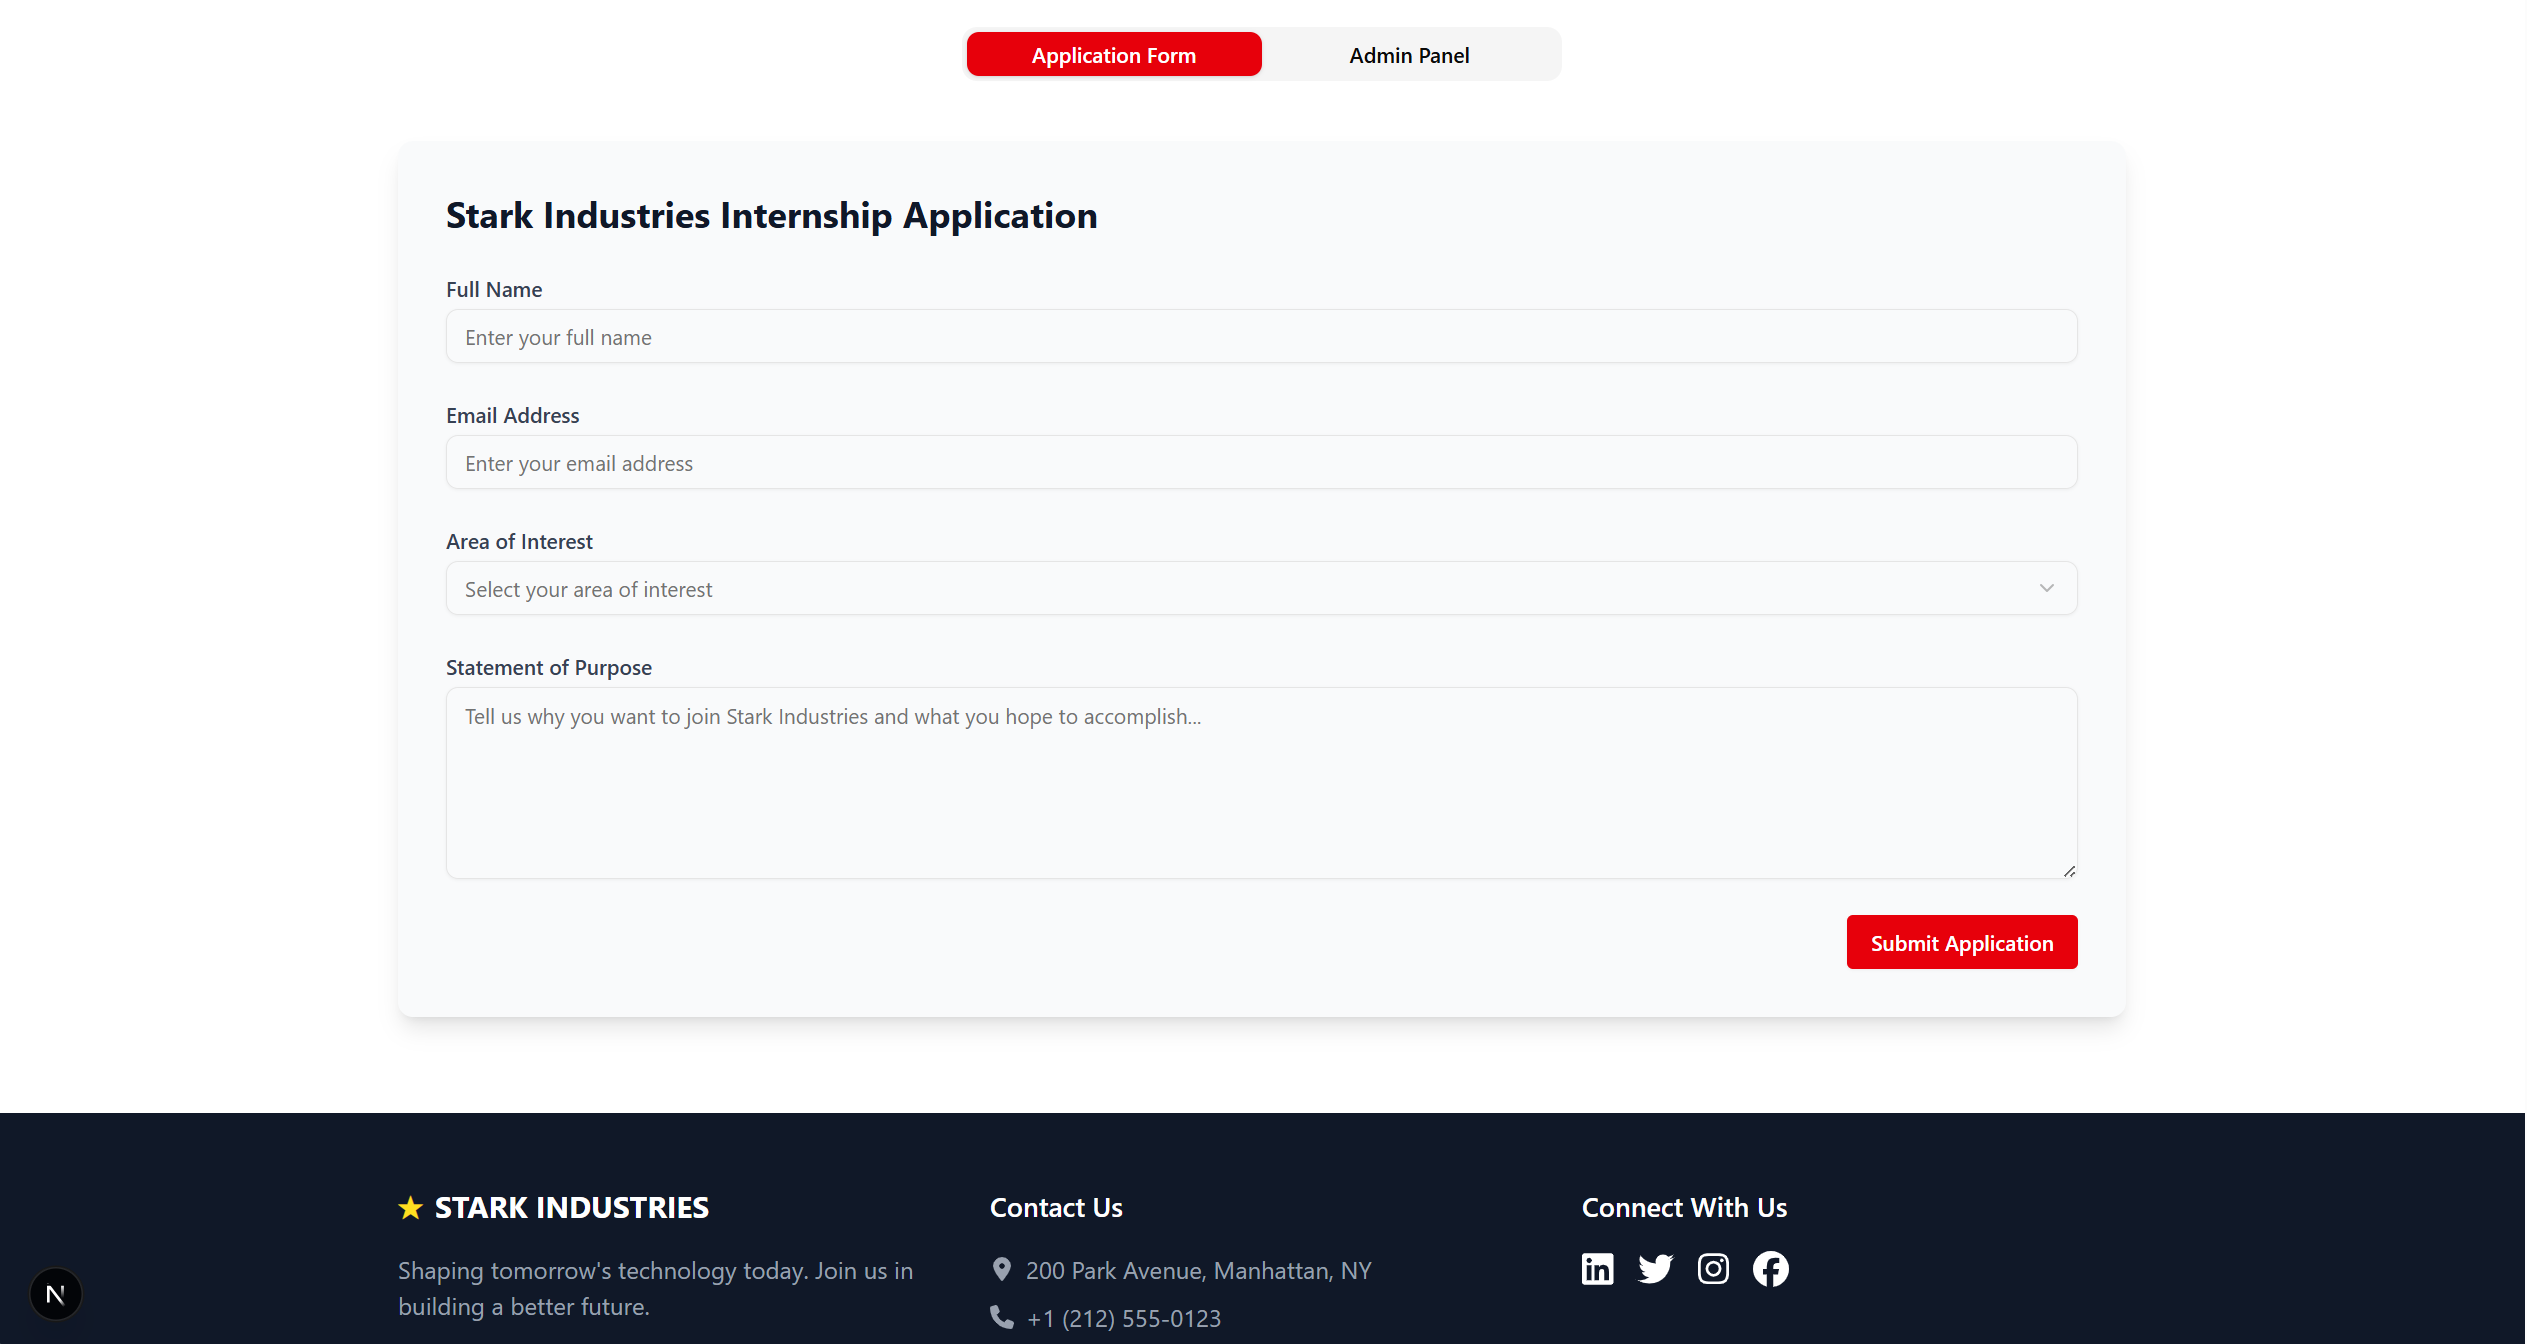 Application Form
Admin Panel
Stark Industries Internship Application
Full Name
Enter your full name
Email Address
Enter your email address
Area of Interest
Select your area of interest
Statement of Purpose
Tell us why you want to join Stark Industries and what you hope to accomplish...
Submit Application
STARK INDUSTRIES
Shaping tomorrow's technology today. Join us in
building a better future.
Contact Us
200 Park Avenue, Manhattan, NY
+1 (212) 555-0123
Connect With Us
in
N